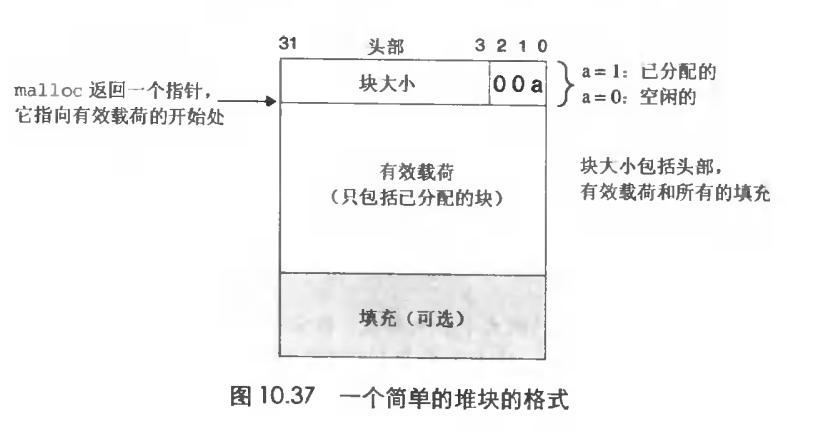 31 头部 3 2 1 0
块大小 0 0 a
a = 1：已分配的
a = 0：空闲的
malloc 返回一个指针，
它指向有效载荷的开始处
有效载荷
（只包括已分配的块）
块大小包括头部，
有效载荷和所有的填充
填充（可选）
图 10.37 一个简单的堆块的格式